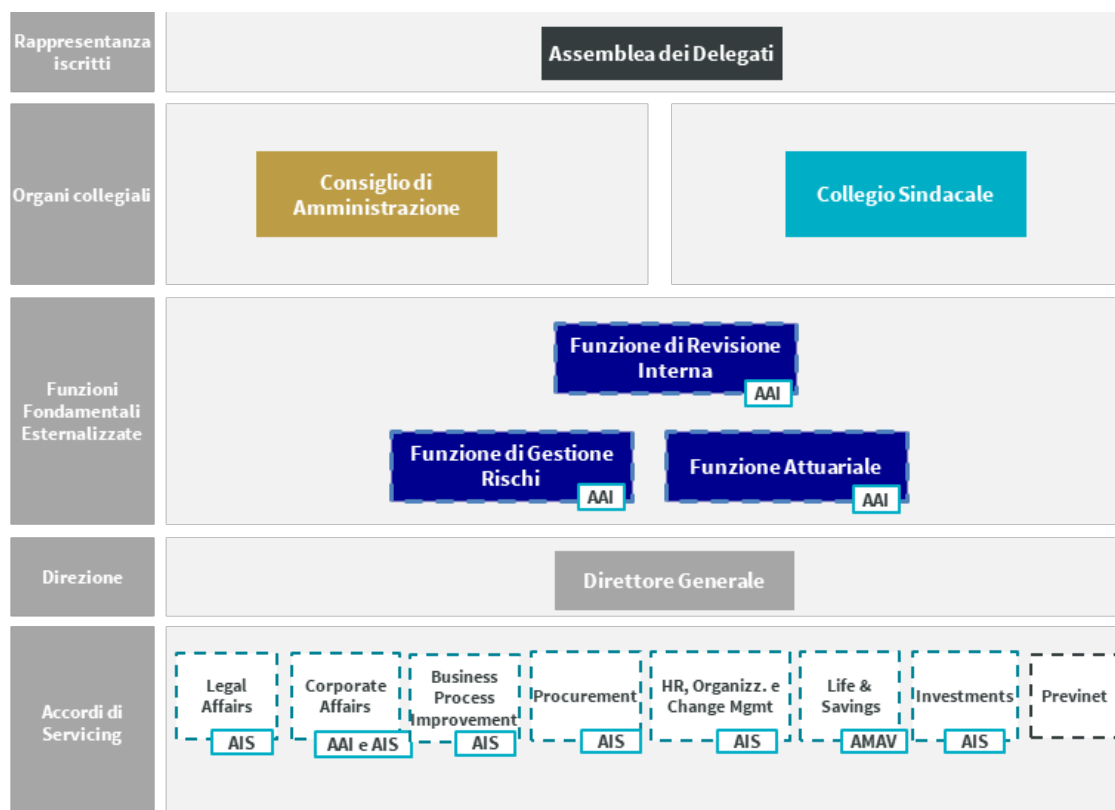 Rappresentanza
iscritti
Assemblea dei Delegati
Organi collegiali
Consiglio di
Amministrazione
Collegio Sindacale
Funzioni
Fondamentali
Esternalizzate
Funzione di Revisione
Interna
AAI
Funzione di Gestione
Rischi
AAI
Funzione Attuariale
AAI
Direzione
Direttore Generale
Accordi di
Servicing
Legal
Affairs
AIS
Corporate
Affairs
AAI e AIS
Business
Process
Improvement
AIS
Procurement
AIS
HR, Organizz. e
Change Mgmt
AIS
Life &
Savings
AMAV
Investments
AIS
Previnet